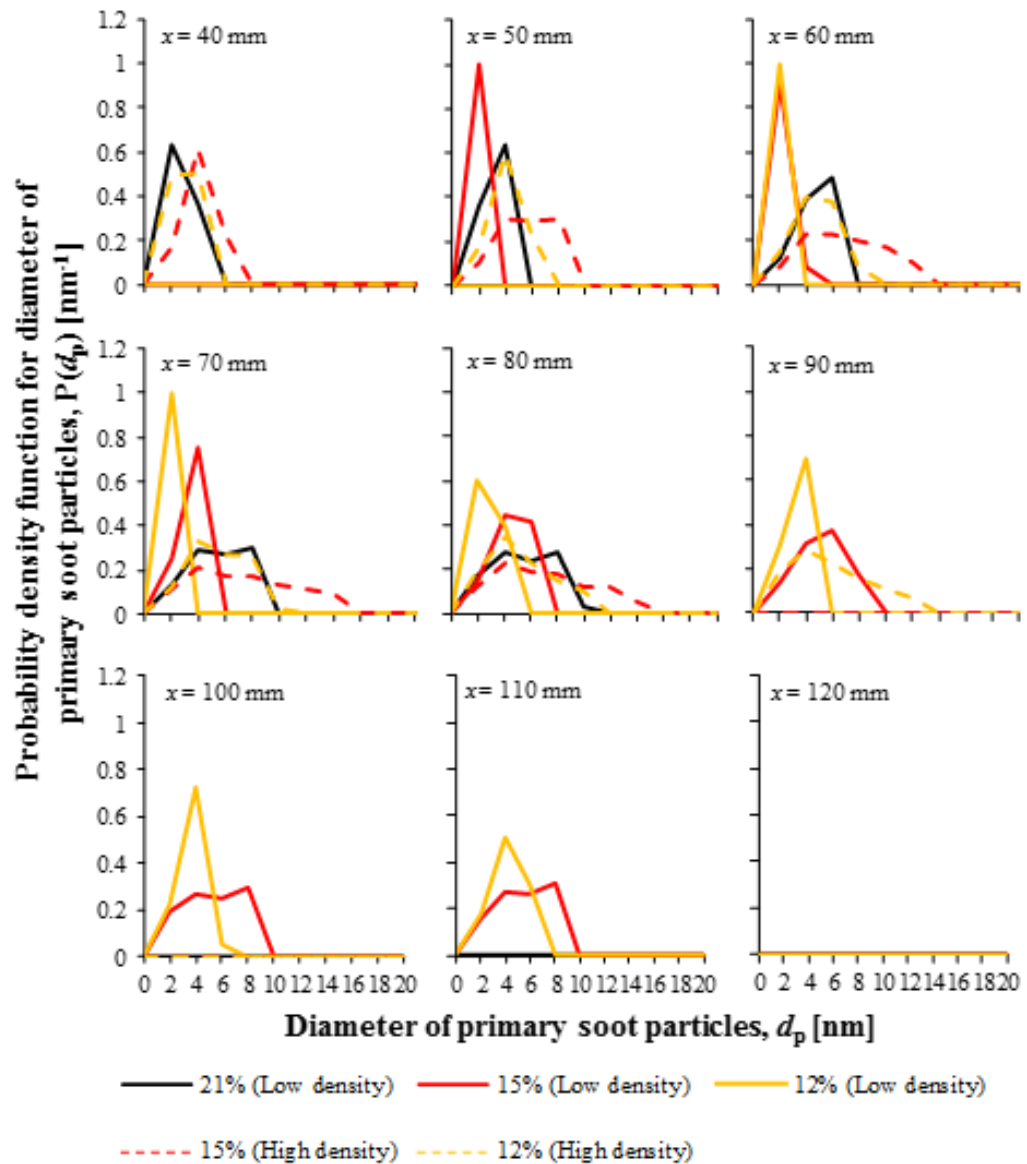 Probability density function for diameter of
primary soot particles, P(dp) [nm-1]
1.2
1
0.8
0.6
0.4
0.2
0
x = 40 mm
x = 50 mm
x = 60 mm
1.2
1
0.8
0.6
0.4
0.2
0
x = 70 mm
x = 80 mm
x = 90 mm
1.2
1
0.8
0.6
0.4
0.2
0
x = 100 mm
x = 110 mm
x = 120 mm
0 2 4 6 8 10 12 14 16 18 20
0 2 4 6 8 10 12 14 16 18 20
0 2 4 6 8 10 12 14 16 18 20
Diameter of primary soot particles, dp [nm]
21% (Low density) 15% (Low density) 12% (Low density)
15% (High density) 12% (High density)